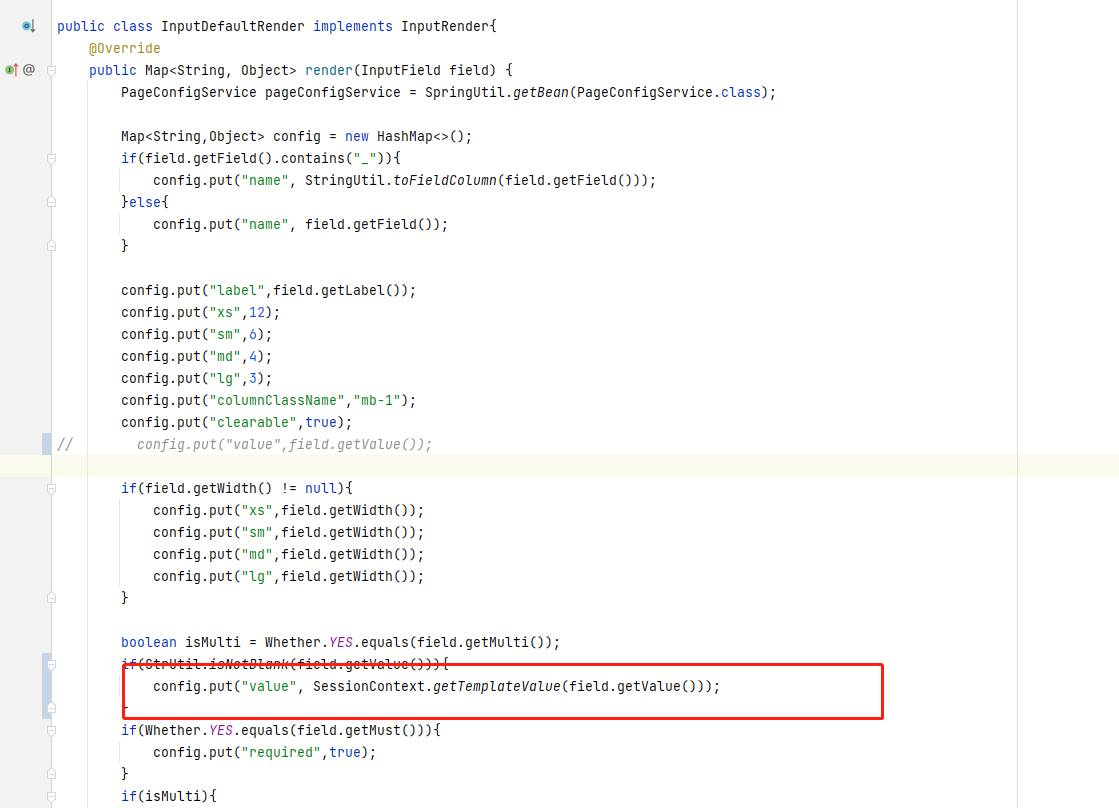 public class InputDefaultRender implements InputRender{
    @Override
@    public Map<String, Object> render(InputField field) {
        PageConfigService pageConfigService = SpringUtil.getBean(PageConfigService.class);

        Map<String,Object> config = new HashMap<>();
        if(field.getField().contains("_")){
            config.put("name", StringUtil.toFieldColumn(field.getField()));
        }else{
            config.put("name", field.getField());
        }

        config.put("label",field.getLabel());
        config.put("xs",12);
        config.put("sm",6);
        config.put("md",4);
        config.put("lg",3);
        config.put("columnClassName","mb-1");
        config.put("clearable",true);
//        config.put("value",field.getValue());

        if(field.getWidth() != null){
            config.put("xs",field.getWidth());
            config.put("sm",field.getWidth());
            config.put("md",field.getWidth());
            config.put("lg",field.getWidth());
        }

        boolean isMulti = Whether.YES.equals(field.getMulti());
        if(StrUtil.isNotBlank(field.getValue())){
            config.put("value", SessionContext.getTemplateValue(field.getValue()));
        }
        if(Whether.YES.equals(field.getMust())){
            config.put("required",true);
        }
        if(isMulti){